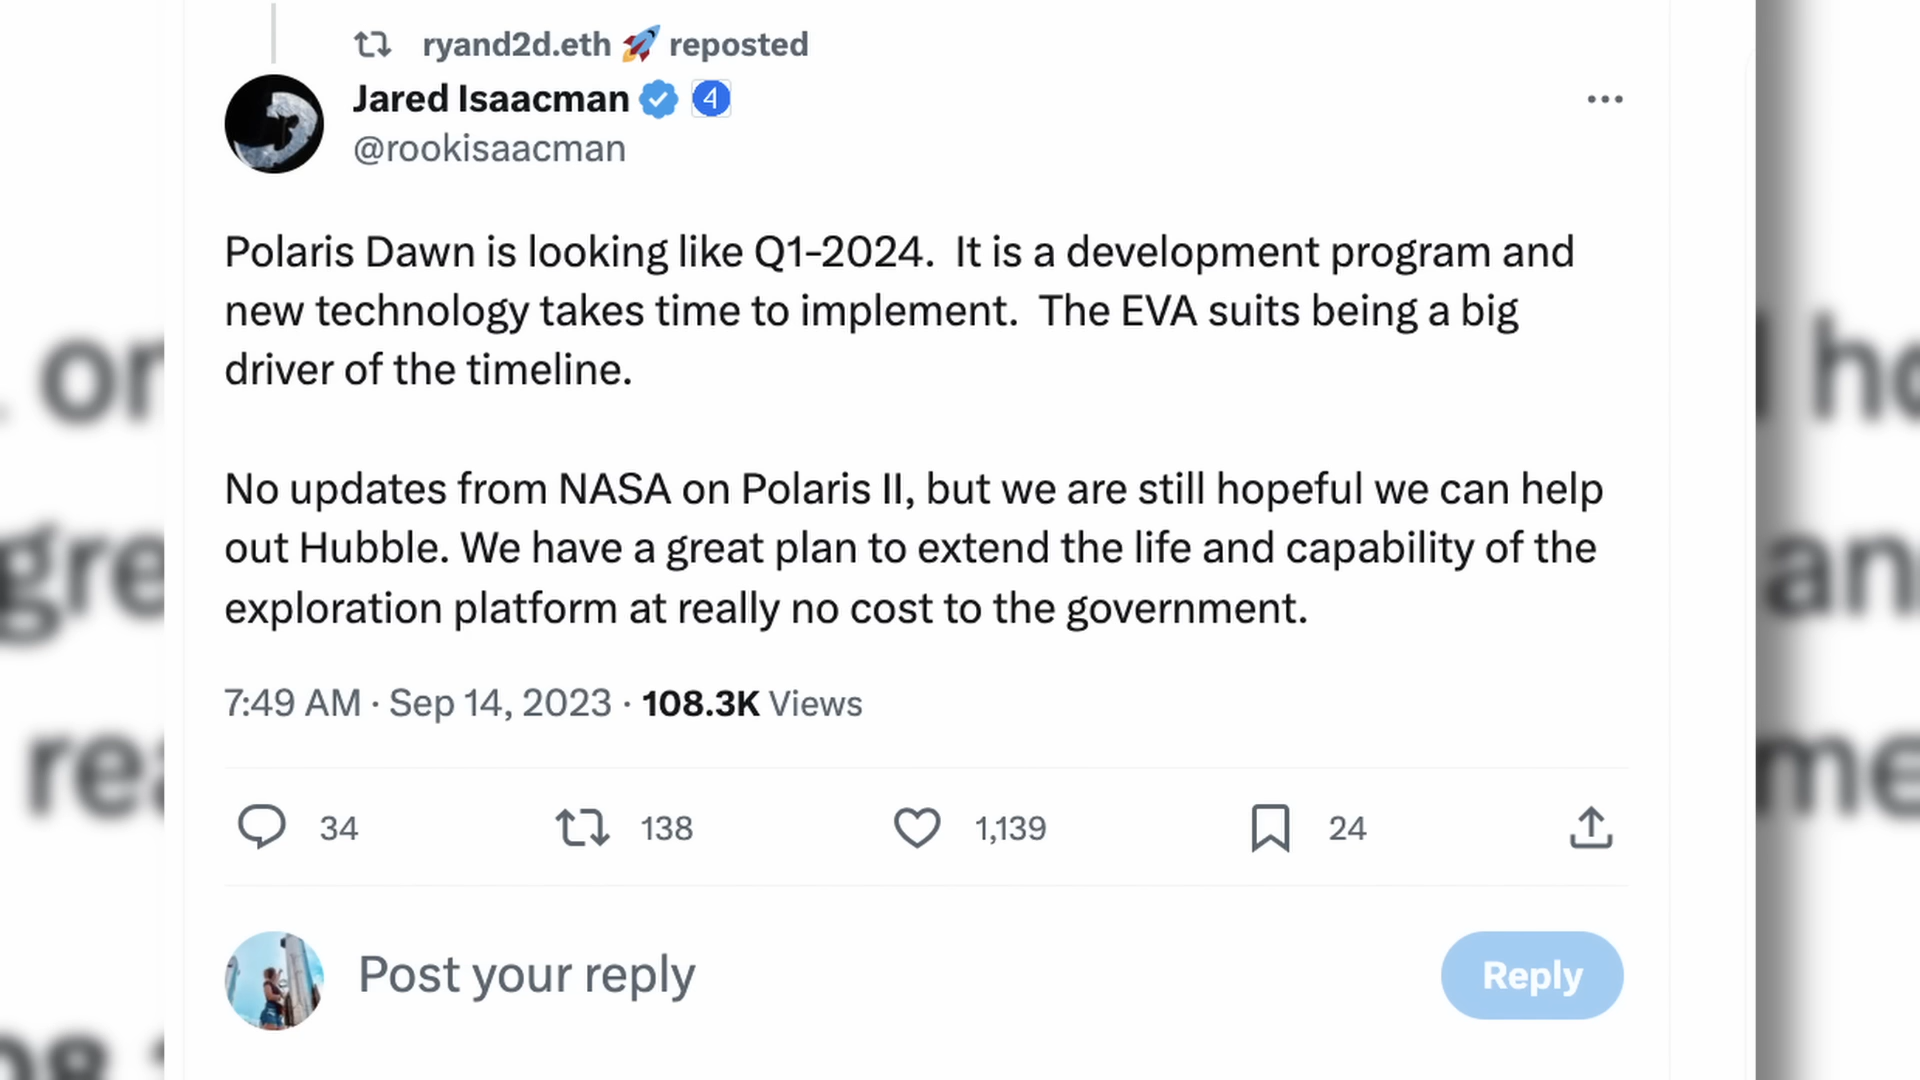 ryand2d.eth 🚀 reposted
Jared Isaacman 4
@rookisaacman
Polaris Dawn is looking like Q1-2024.  It is a development program and
new technology takes time to implement.  The EVA suits being a big
driver of the timeline.
No updates from NASA on Polaris II, but we are still hopeful we can help
out Hubble. We have a great plan to extend the life and capability of the
exploration platform at really no cost to the government.
7:49 AM · Sep 14, 2023 · 108.3K Views
34 138 1,139 24
Post your reply Reply